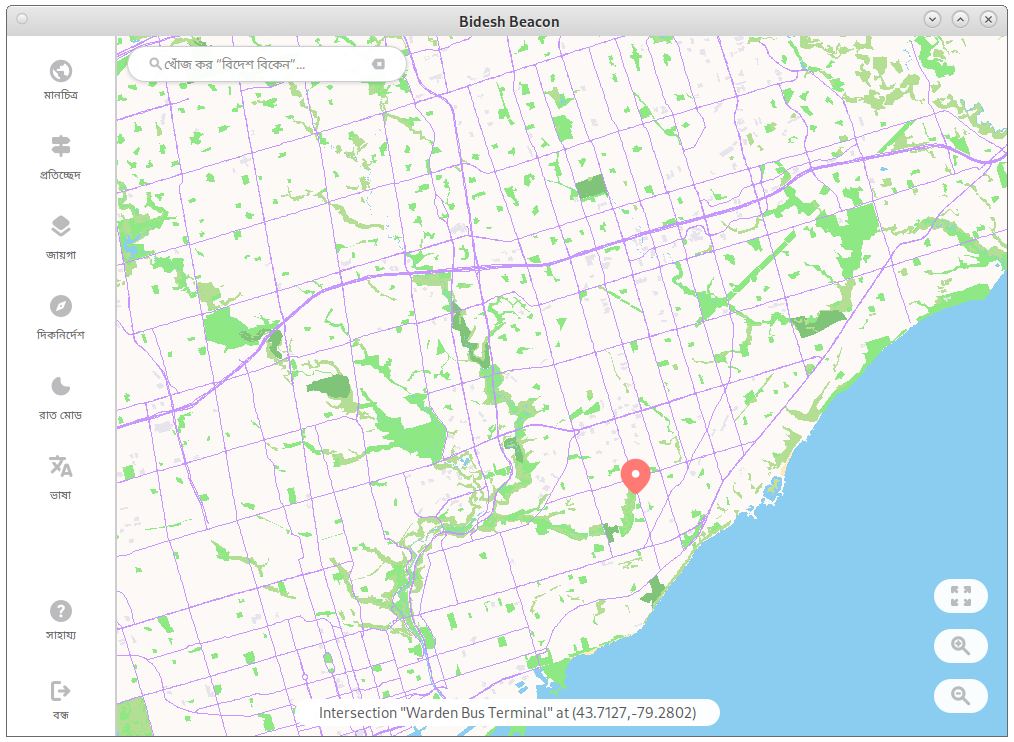 Bidesh Beacon
খোঁজ কর “বিদেশ বিকেন”...
মানচিত্র
প্রতিচ্ছেদ
জায়গা
দিকনির্দেশ
রাত মোড
ভাষা
সাহায্য
বন্ধ
Intersection "Warden Bus Terminal" at (43.7127,-79.2802)